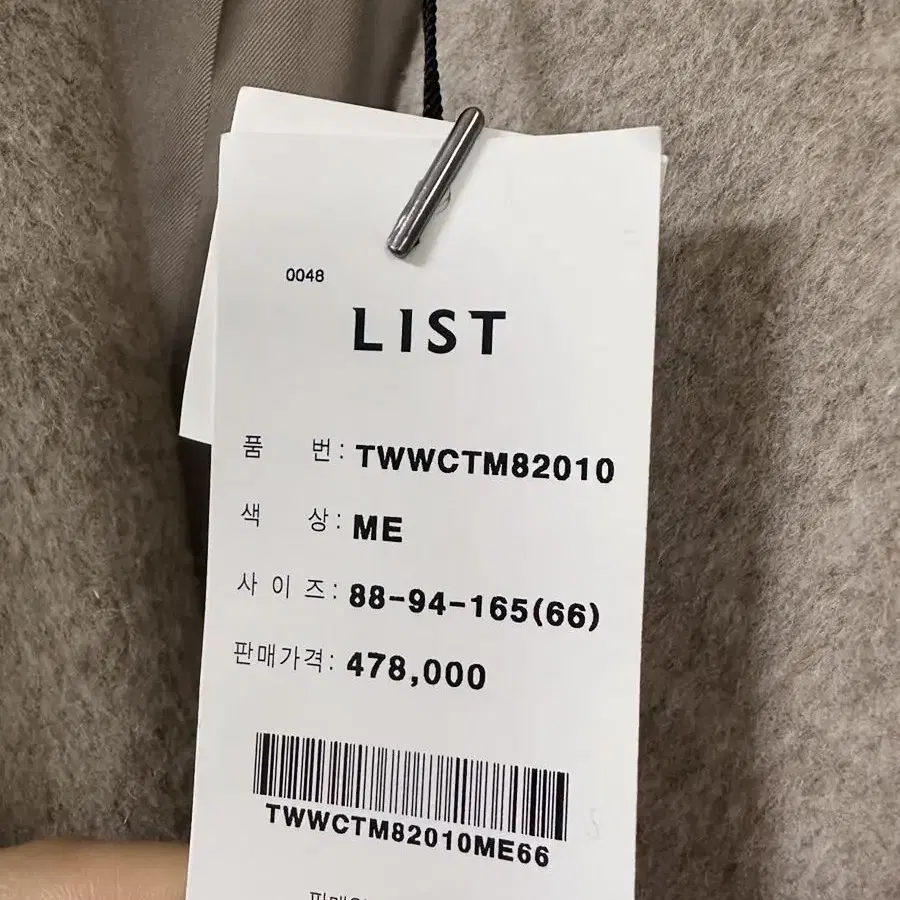 0048
LIST
품 번: TWWCTM82010
색 상: ME
사 이 즈: 88-94-165(66)
판매가격: 478,000
TWWCTM82010ME66